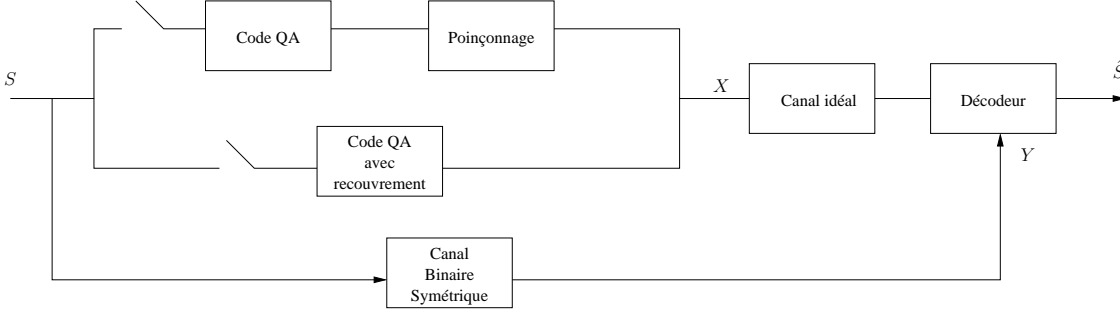 Code QA
Poinçonnage
S
X
Canal idéal
Décodeur
Ŝ
Code QA
avec
recouvrement
Y
Canal
Binaire
Symétrique